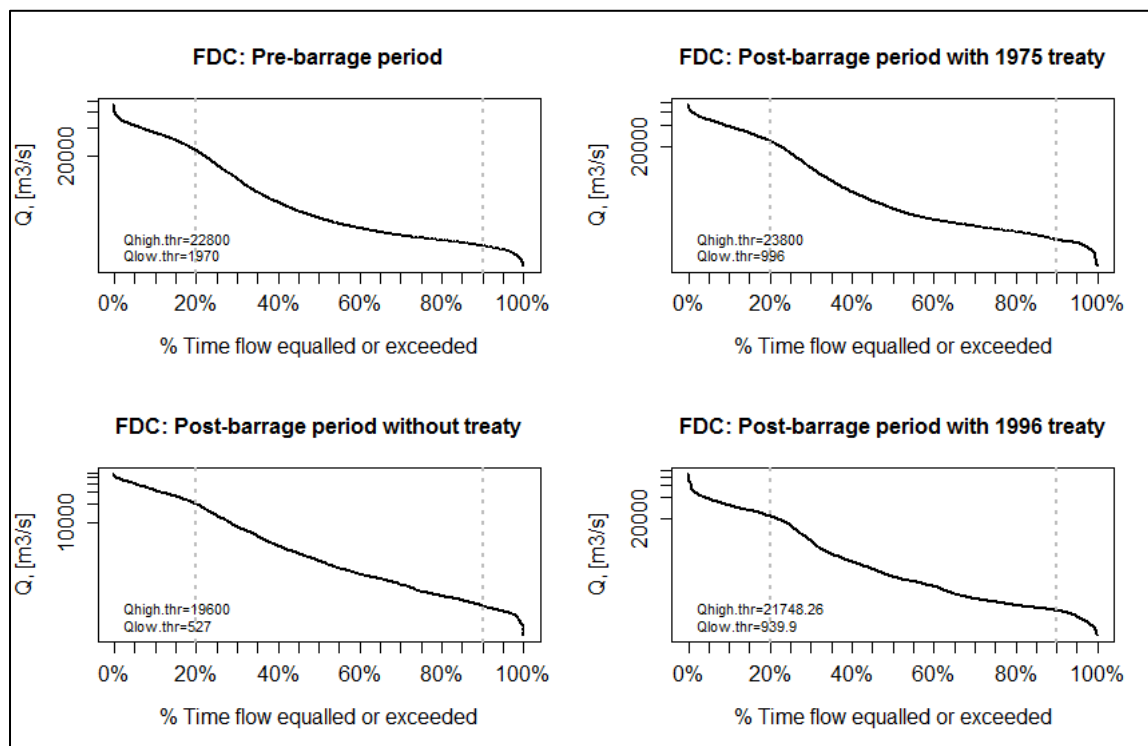 FDC: Pre-barrage period
Q, [m3/s]
20000
Qhigh.thr=22800
Qlow.thr=1970
0% 20% 40% 60% 80% 100%
% Time flow equalled or exceeded
FDC: Post-barrage period with 1975 treaty
Q, [m3/s]
20000
Qhigh.thr=23800
Qlow.thr=996
0% 20% 40% 60% 80% 100%
% Time flow equalled or exceeded
FDC: Post-barrage period without treaty
Q, [m3/s]
10000
Qhigh.thr=19600
Qlow.thr=527
0% 20% 40% 60% 80% 100%
% Time flow equalled or exceeded
FDC: Post-barrage period with 1996 treaty
Q, [m3/s]
20000
Qhigh.thr=21748.26
Qlow.thr=939.9
0% 20% 40% 60% 80% 100%
% Time flow equalled or exceeded